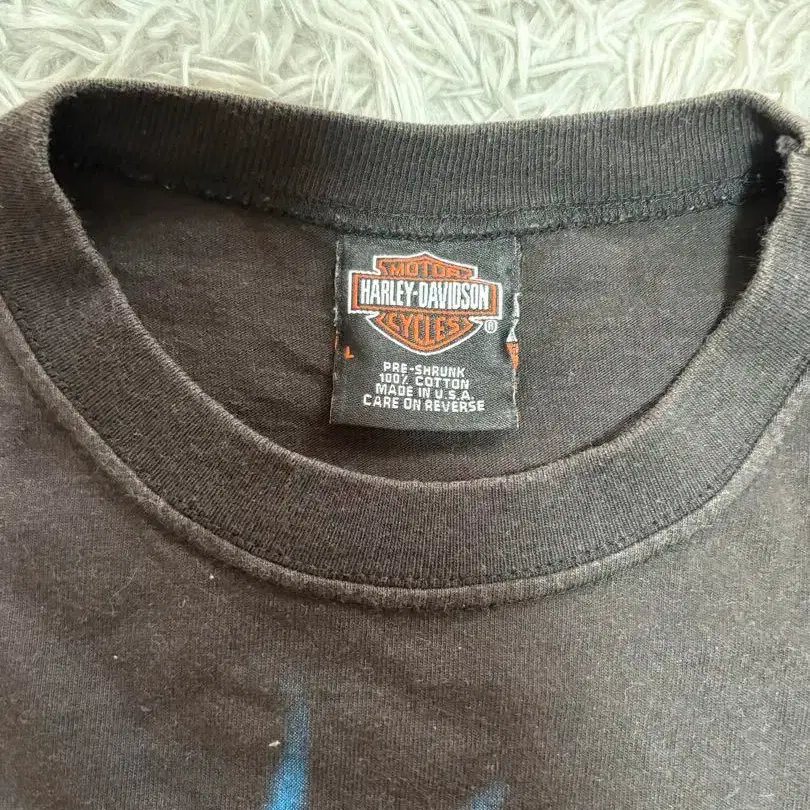 MOTOR
HARLEY-DAVIDSON
CYCLES
®
L
PRE-SHRUNK
100% COTTON
MADE IN U.S.A.
CARE ON REVERSE